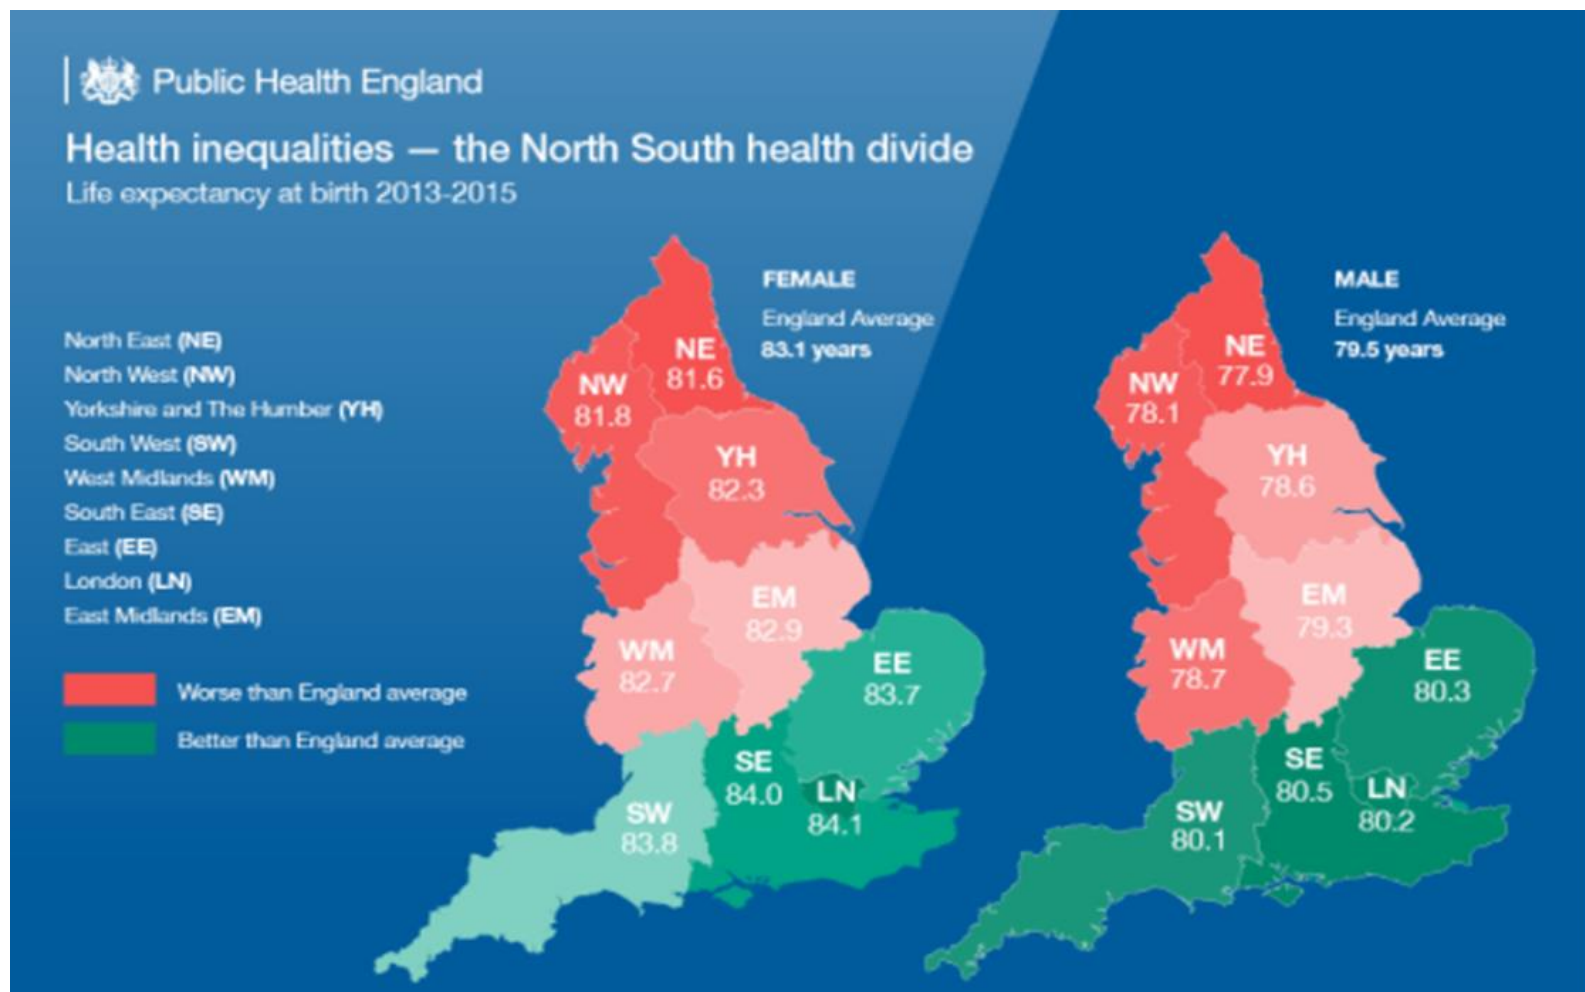 Public Health England
Health inequalities — the North South health divide
Life expectancy at birth 2013-2015
North East (NE)
North West (NW)
Yorkshire and The Humber (YH)
South West (SW)
West Midlands (WM)
South East (SE)
East (EE)
London (LN)
East Midlands (EM)
Worse than England average
Better than England average
FEMALE
England Average
83.1 years
NE
81.6
NW
81.8
YH
82.3
EM
82.9
WM
82.7
EE
83.7
SE
84.0
LN
84.1
SW
83.8
MALE
England Average
79.5 years
NE
77.9
NW
78.1
YH
78.6
EM
79.3
WM
78.7
EE
80.3
SE
80.5
LN
80.2
SW
80.1